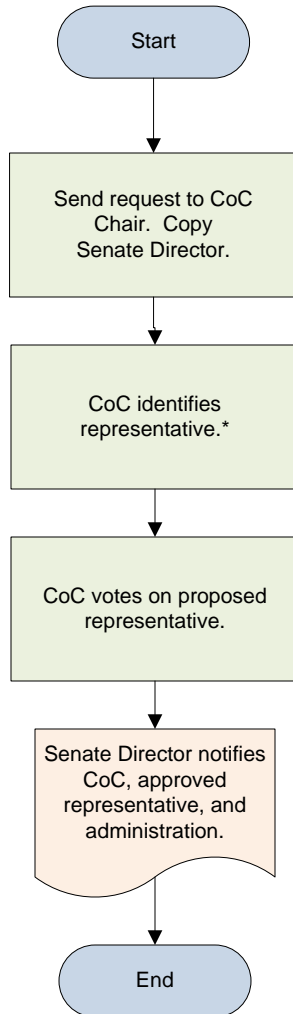 Start
Send request to CoC
Chair.  Copy
Senate Director.
CoC identifies
representative.*
CoC votes on proposed
representative.
Senate Director notifies
CoC, approved
representative, and
administration.
End